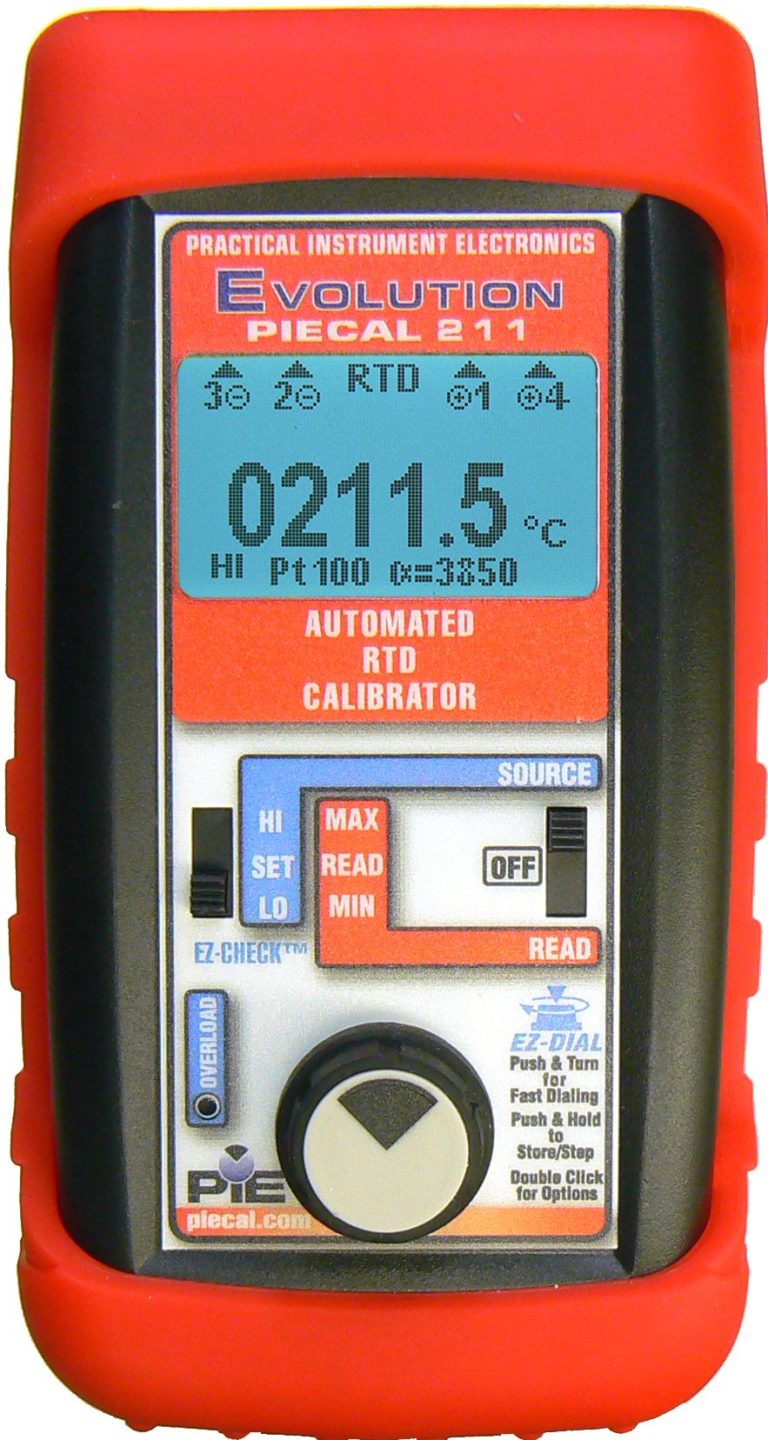 PRACTICAL INSTRUMENT ELECTRONICS
EVOLUTION
PIECAL 211
3⊖ 2⊖ RTD ⊕1 ⊕4
0211.5 °C
HI Pt100 α=3850
AUTOMATED
RTD
CALIBRATOR
SOURCE
HI MAX
SET READ OFF
LO MIN
EZ-CHECK™ READ
OVERLOAD
EZ-DIAL
Push & Turn
for
Fast Dialing
Push & Hold
to
Store/Step
Double Click
for Options
PIE
piecal.com